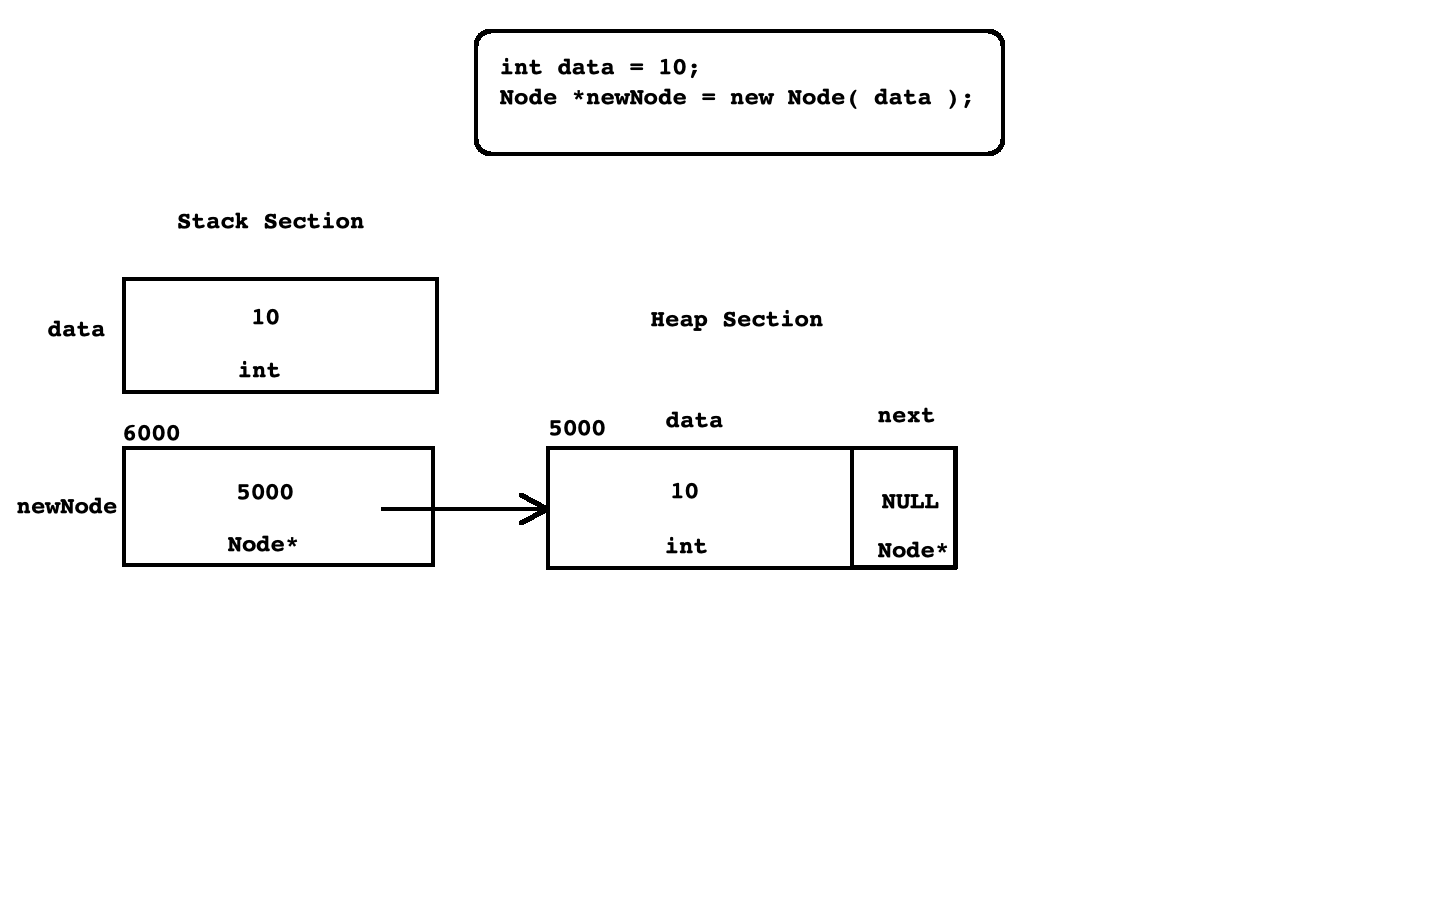 int data = 10;
Node *newNode = new Node( data );
Stack Section
data
10
int
Heap Section
6000
newNode
5000
Node*
5000
data
next
10
int
NULL
Node*